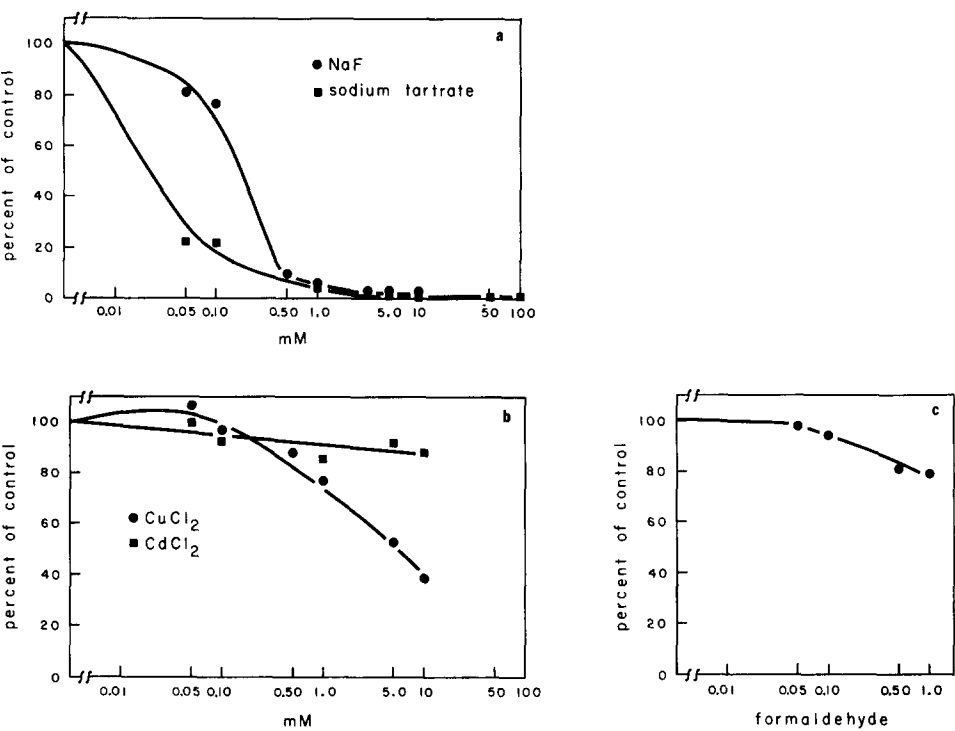 a
100
80
60
40
20
0
percent of control
NaF
sodium tartrate
0.01 0.05 0.10 0.50 1.0 5.0 10 50 100
mM
b
100
80
60
40
20
0
percent of control
CuCl2
CdCl2
0.01 0.05 0.10 0.50 1.0 5.0 10 50 100
mM
c
100
80
60
40
20
0
percent of control
0.01 0.05 0.10 0.50 1.0
formaldehyde